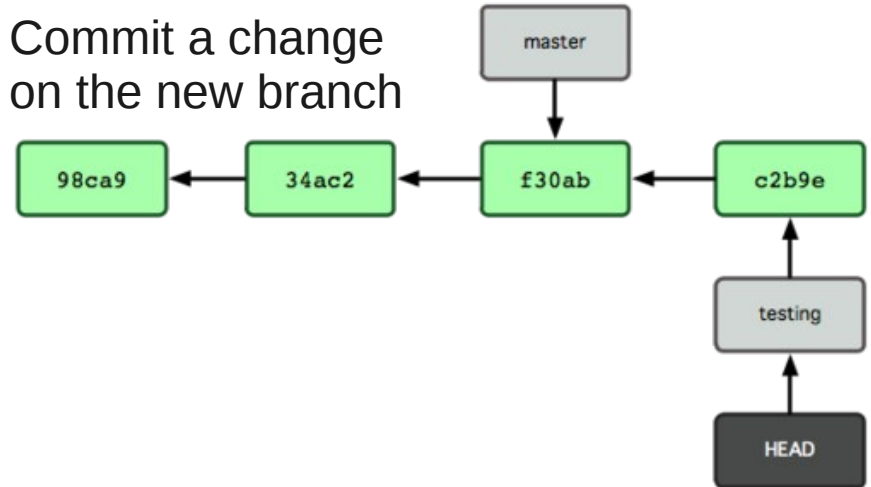 Commit a change
on the new branch
master
98ca9
34ac2
f30ab
c2b9e
testing
HEAD